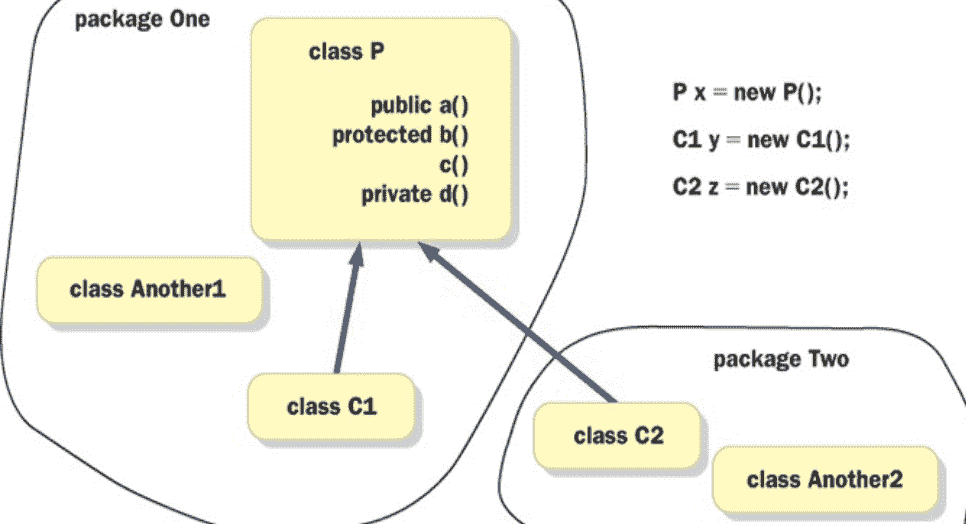 package One
class P
public a()
protected b()
c()
private d()
P x = new P();
C1 y = new C1();
C2 z = new C2();
class Another1
class C1
package Two
class C2
class Another2